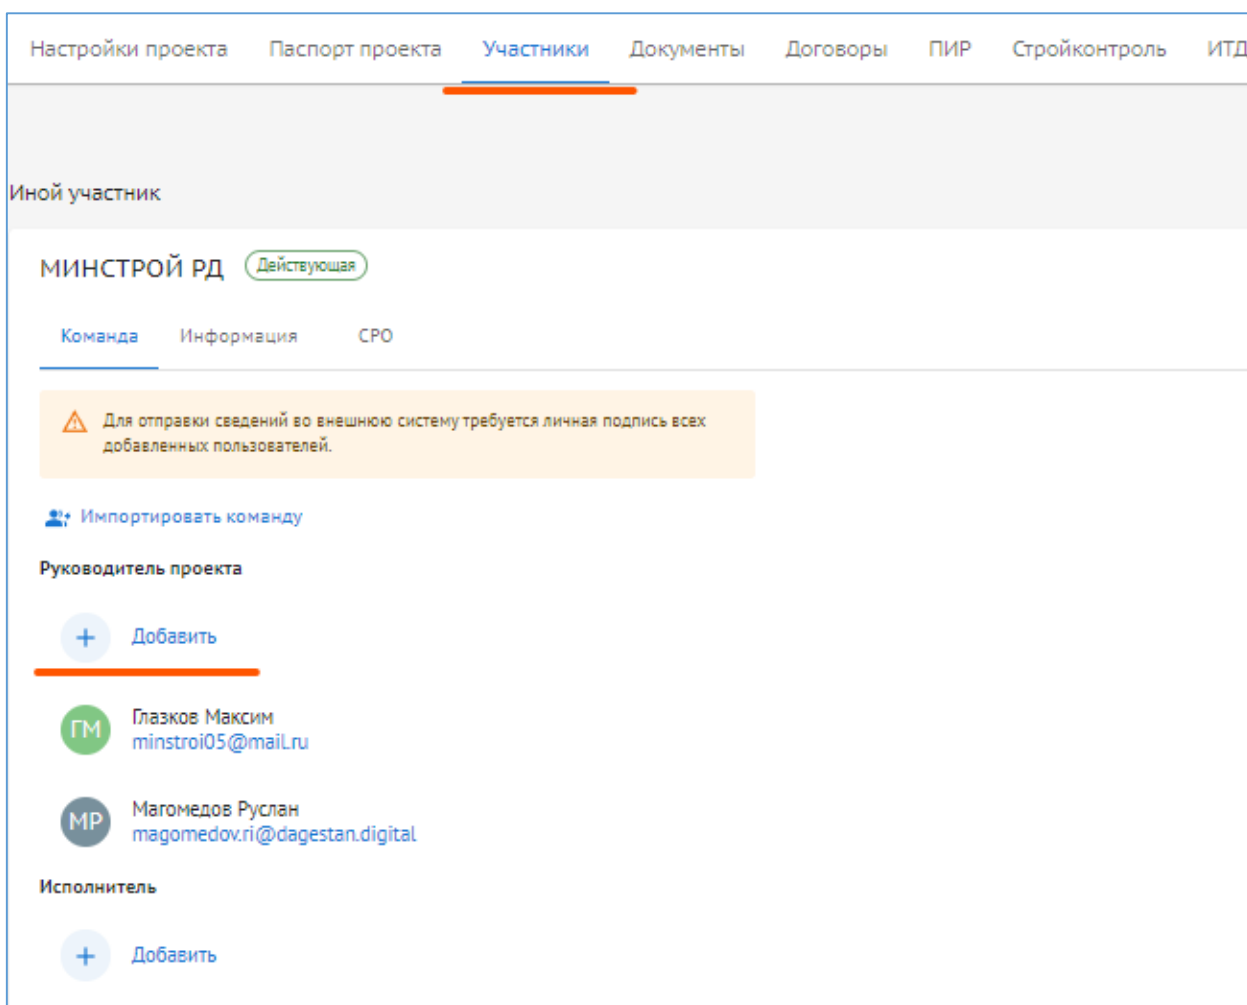 Настройки проекта Паспорт проекта Участники Документы Договоры ПИР Стройконтроль ИТД
Иной участник
МИНСТРОЙ РД Действующая
Команда Информация СРО
Для отправки сведений во внешнюю систему требуется личная подпись всех
добавленных пользователей.
Импортировать команду
Руководитель проекта
+ Добавить
ГМ Глазков Максим
minstroi05@mail.ru
МР Магомедов Руслан
magomedov.ri@dagestan.digital
Исполнитель
+ Добавить